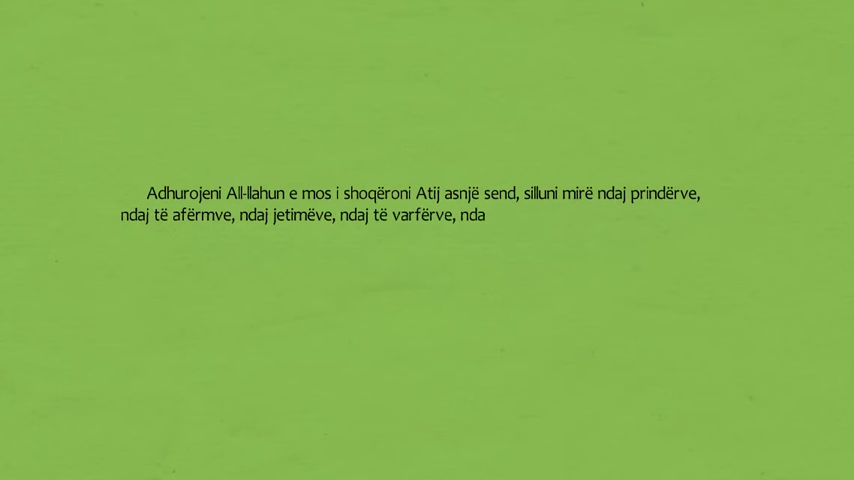 Adhurojeni All-llahun e mos i shoqëroni Atij asnjë send, silluni mirë ndaj prindërve,
ndaj të afërmve, ndaj jetimëve, ndaj të varfërve, nda